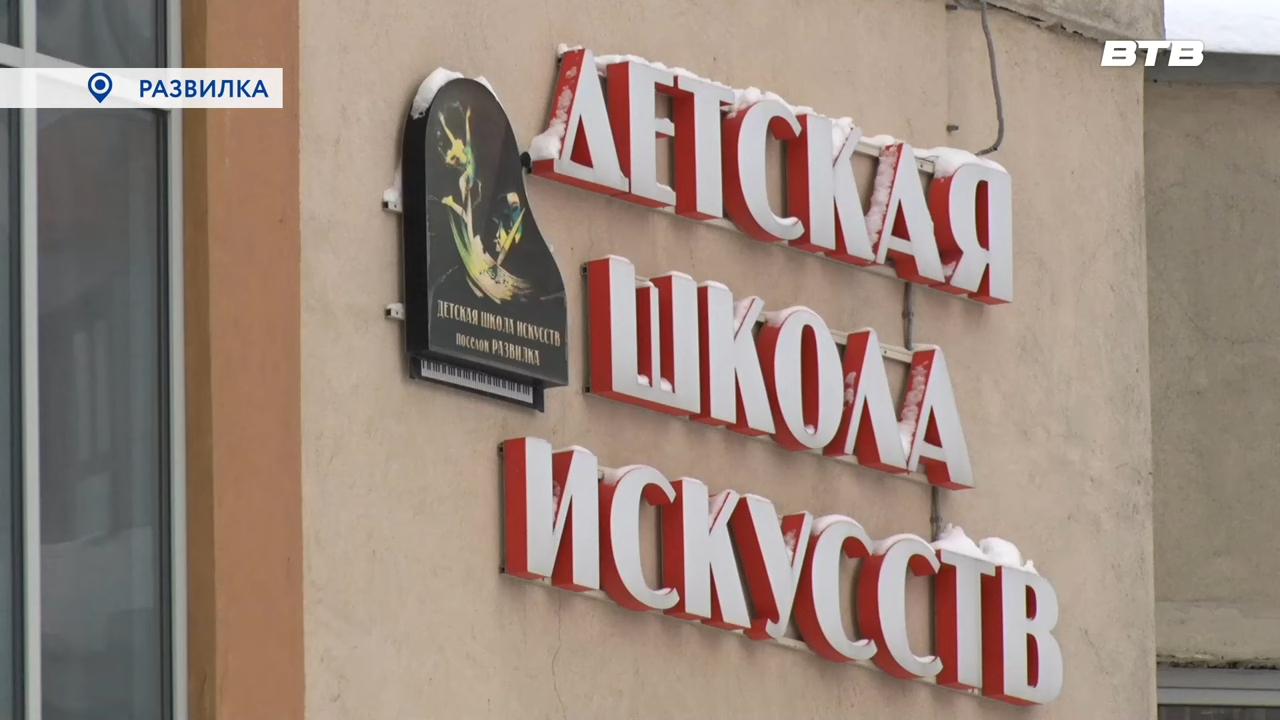 ВТВ
РАЗВИЛКА
ДЕТСКАЯ
ШКОЛА
ИСКУССТВ
ДЕТСКАЯ ШКОЛА ИСКУССТВ
поселок РАЗВИЛКА